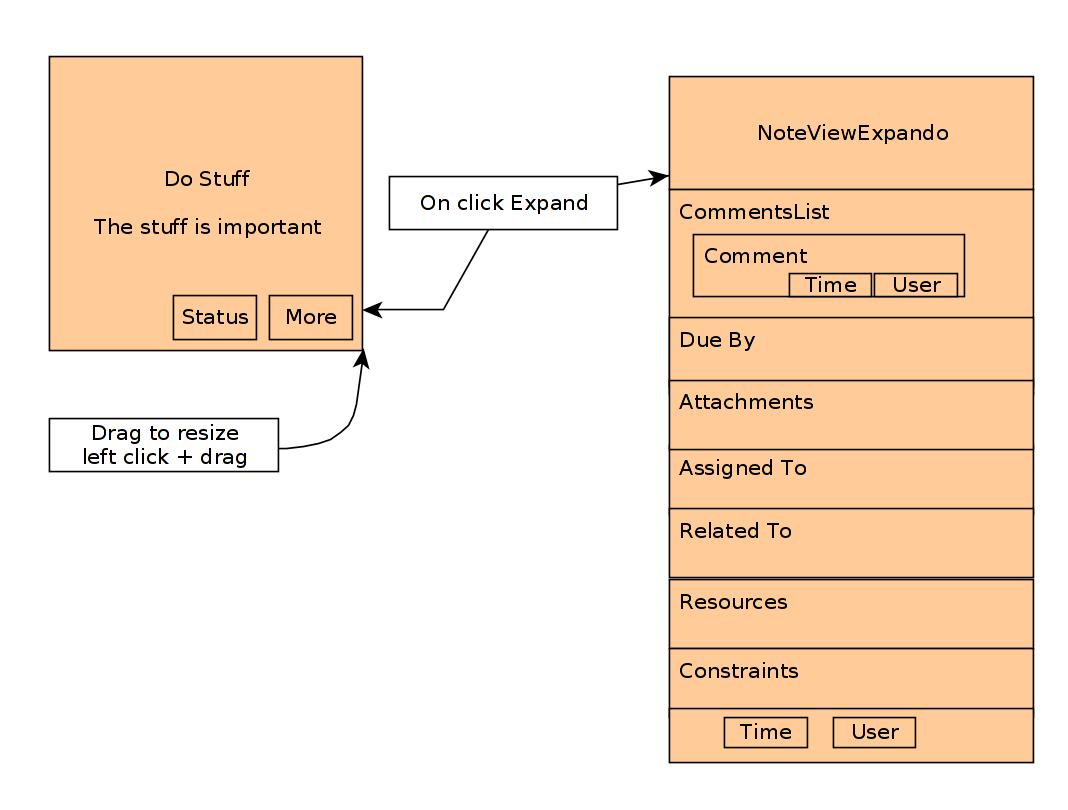 Do Stuff
The stuff is important
Status
More
Drag to resize
left click + drag
On click Expand
NoteViewExpando
CommentsList
Comment
Time
User
Due By
Attachments
Assigned To
Related To
Resources
Constraints
Time
User